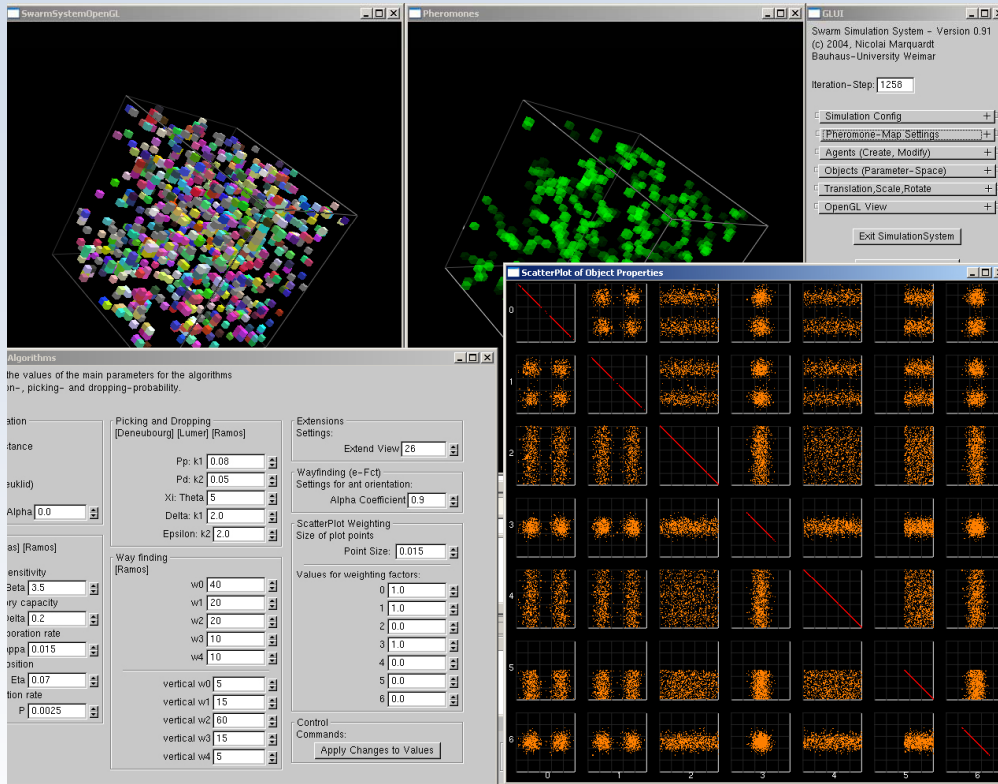 SwarmSystemOpenGL
Pheromones
GLUI
Swarm Simulation System - Version 0.91
(c) 2004, Nicolai Marquardt
Bauhaus-University Weimar
Iteration-Step: 1258
Simulation Config +
Pheromone-Map Settings +
Agents (Create, Modify) +
Objects (Parameter-Space) +
Translation,Scale,Rotate +
OpenGL View +
Exit SimulationSystem
ScatterPlot of Object Properties
0
1
2
3
4
5
6
0 1 2 3 4 5 6
Algorithms
the values of the main parameters for the algorithms
on-, picking- and dropping-probability.
ation
stance
euklid)
Alpha: 0.0
as] [Ramos]
ensitivity
Beta 3.5
ory capacity
Delta 0.2
poration rate
appa 0.015
osition
Eta 0.07
tion rate
P 0.0025
Picking and Dropping
[Deneubourg] [Lumer] [Ramos]
Pp: k1 0.08
Pd: k2 0.05
Xi: Theta 5
Delta: k1 2.0
Epsilon: k2 2.0
Way finding
[Ramos]
w0 40
w1 20
w2 20
w3 10
w4 10
vertical w0 5
vertical w1 15
vertical w2 60
vertical w3 15
vertical w4 5
Extensions
Settings:
Extend View 26
Wayfinding (e-Fct)
Settings for ant orientation:
Alpha Coefficient 0.9
ScatterPlot Weighting
Size of plot points
Point Size: 0.015
Values for weighting factors:
0 1.0
1 1.0
2 0.0
3 1.0
4 0.0
5 0.0
6 0.0
Control
Commands:
Apply Changes to Values